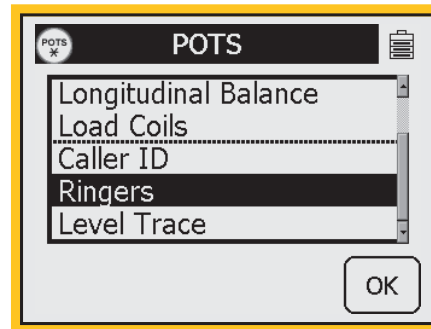 POTS
*
POTS
Longitudinal Balance
Load Coils
Caller ID
Ringers
Level Trace
OK